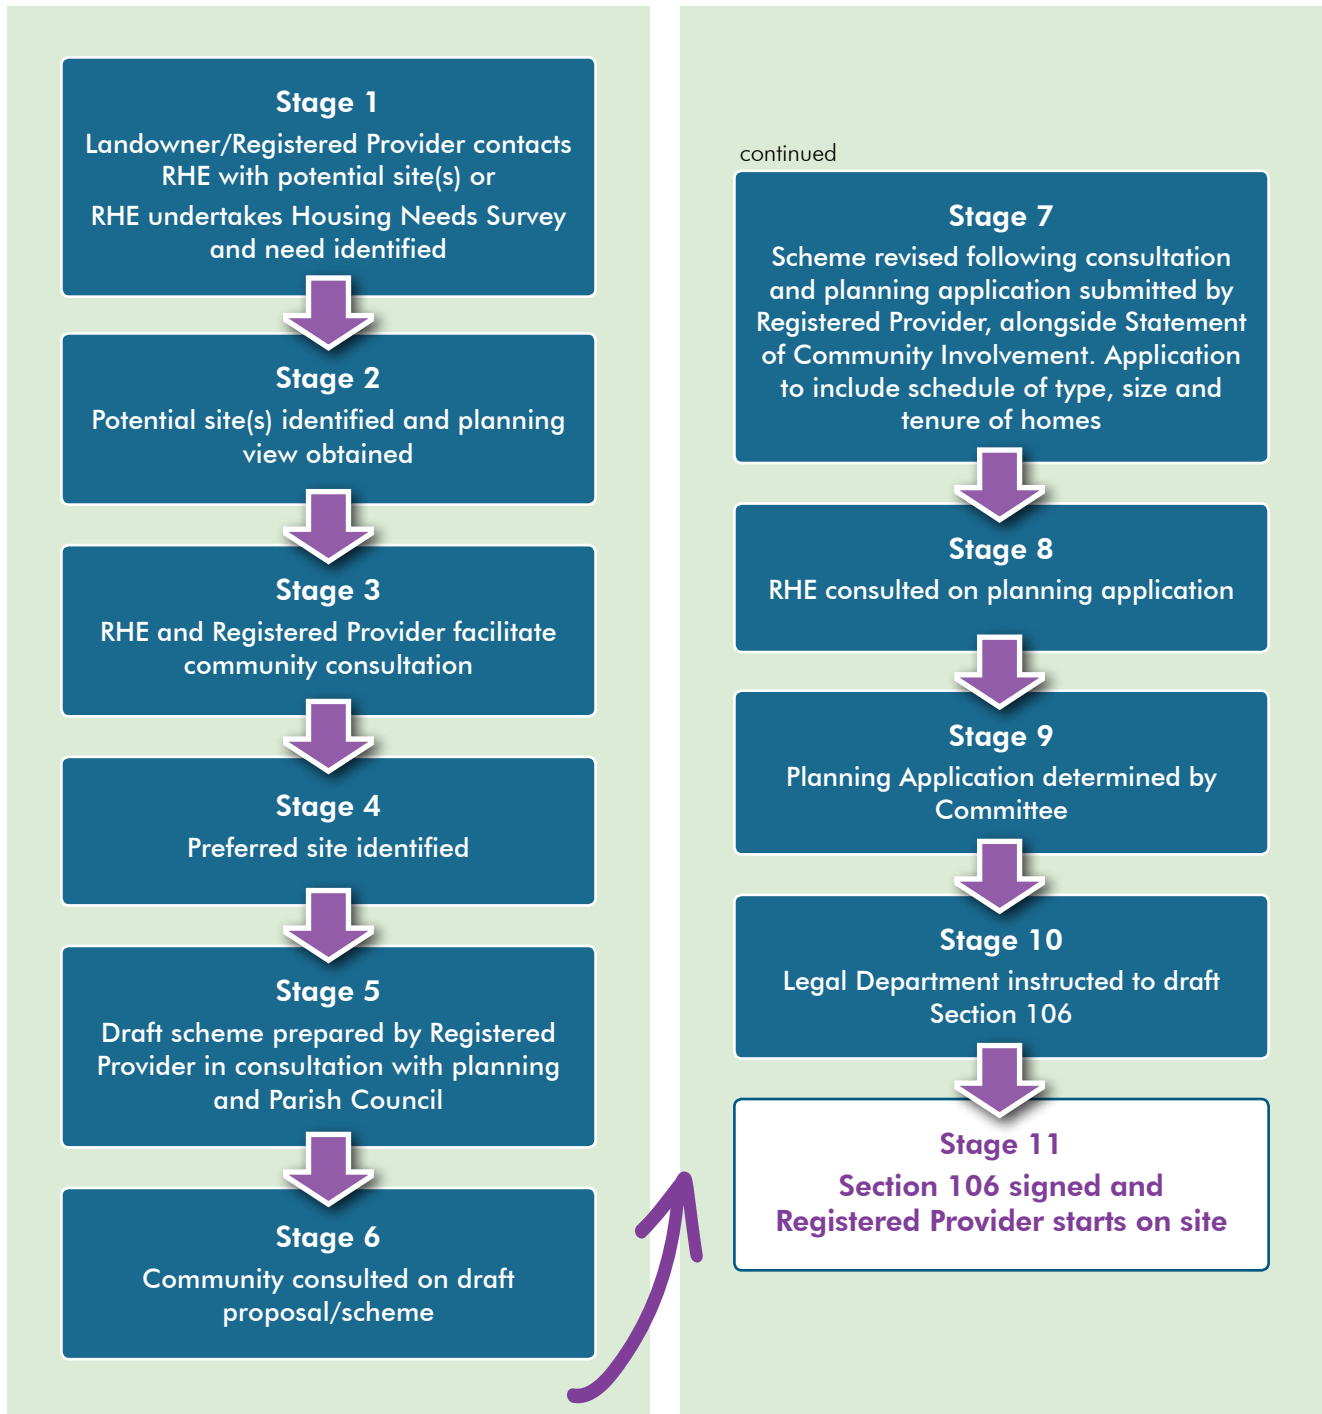 Stage 1
Landowner/Registered Provider contacts
RHE with potential site(s) or
RHE undertakes Housing Needs Survey
and need identified
Stage 2
Potential site(s) identified and planning
view obtained
Stage 3
RHE and Registered Provider facilitate
community consultation
Stage 4
Preferred site identified
Stage 5
Draft scheme prepared by Registered
Provider in consultation with planning
and Parish Council
Stage 6
Community consulted on draft
proposal/scheme
continued
Stage 7
Scheme revised following consultation
and planning application submitted by
Registered Provider, alongside Statement
of Community Involvement. Application
to include schedule of type, size and
tenure of homes
Stage 8
RHE consulted on planning application
Stage 9
Planning Application determined by
Committee
Stage 10
Legal Department instructed to draft
Section 106
Stage 11
Section 106 signed and
Registered Provider starts on site